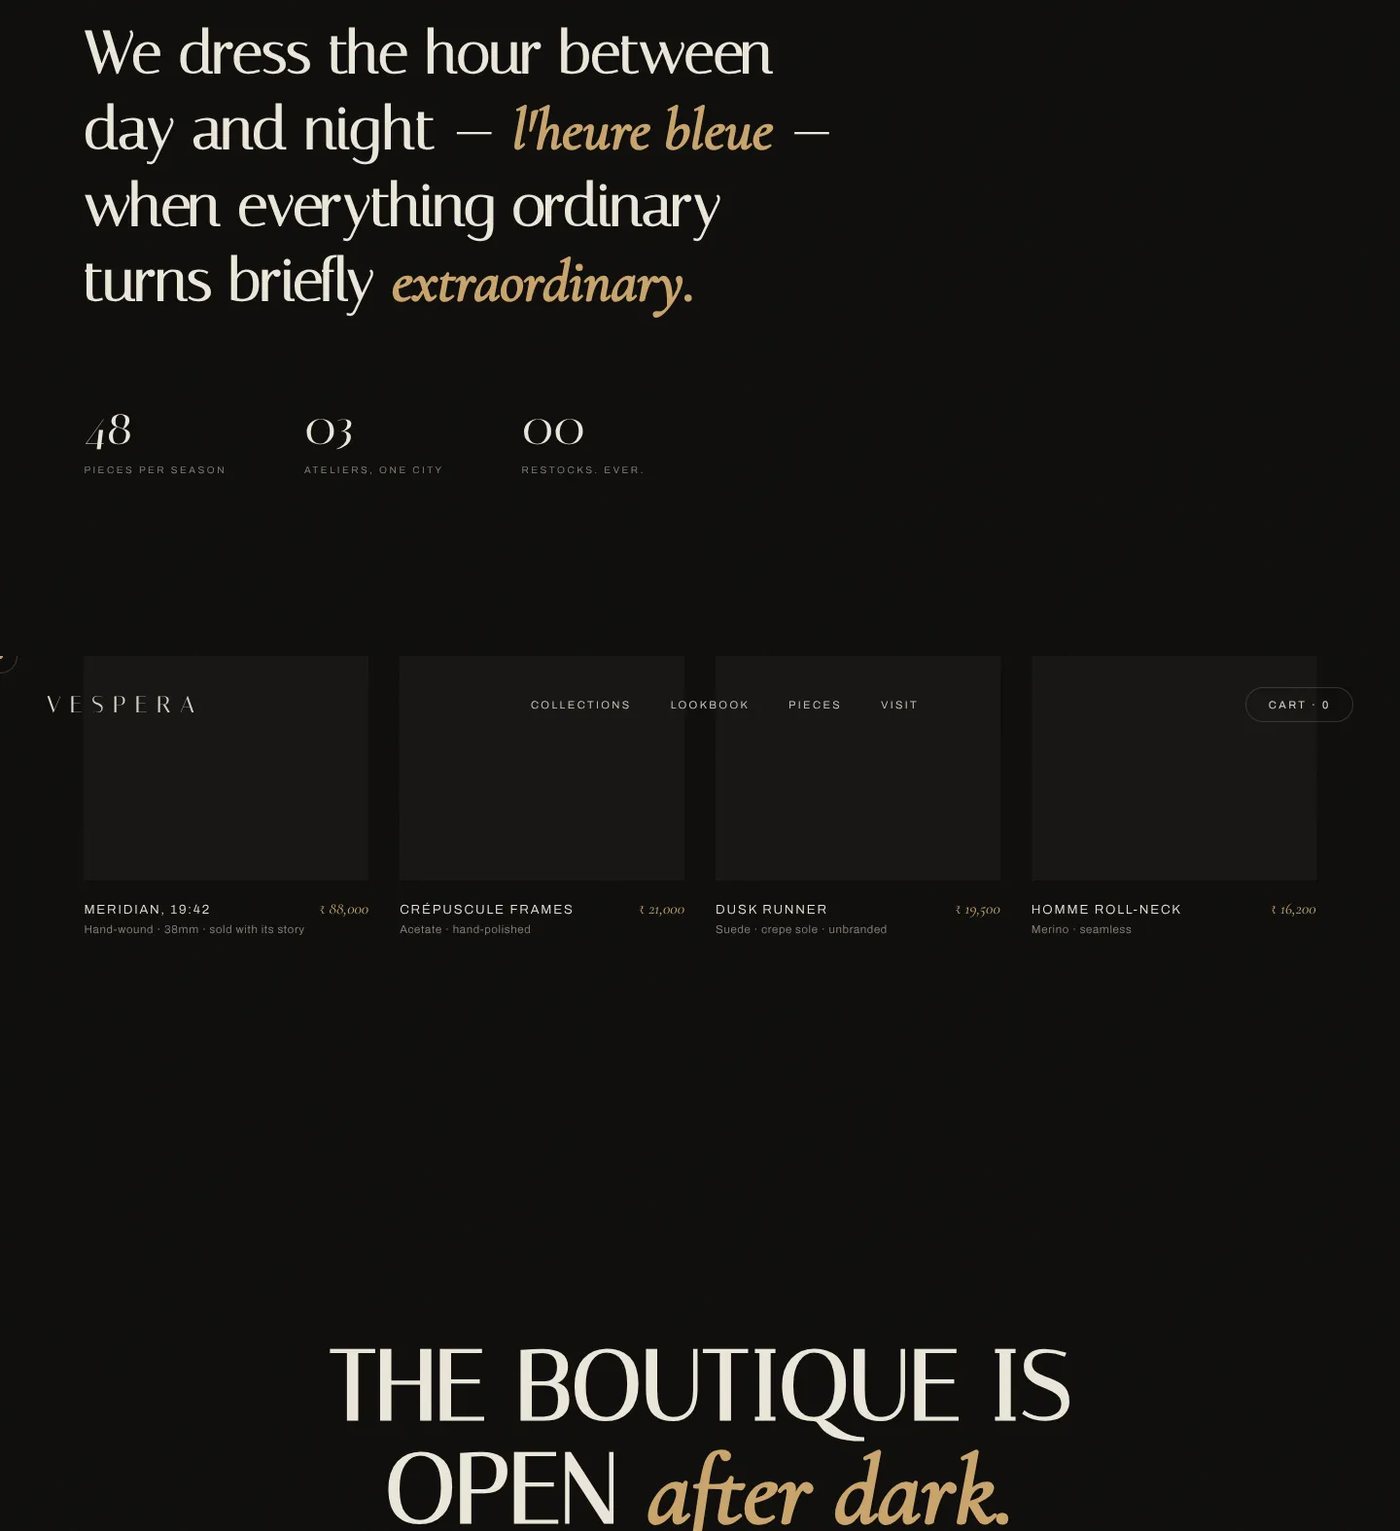 We dress the hour between
day and night — l'heure bleue —
when everything ordinary
turns briefly extraordinary.
48 03 00
PIECES PER SEASON ATELIERS, ONE CITY RESTOCKS. EVER.
VESPERA COLLECTIONS LOOKBOOK PIECES VISIT CART · 0
MERIDIAN, 19:42 ₹ 88,000 CRÉPUSCULE FRAMES ₹ 21,000 DUSK RUNNER ₹ 19,500 HOMME ROLL-NECK ₹ 16,200
Hand-wound · 38mm · sold with its story Acetate · hand-polished Suede · crepe sole · unbranded Merino · seamless
THE BOUTIQUE IS
OPEN after dark.